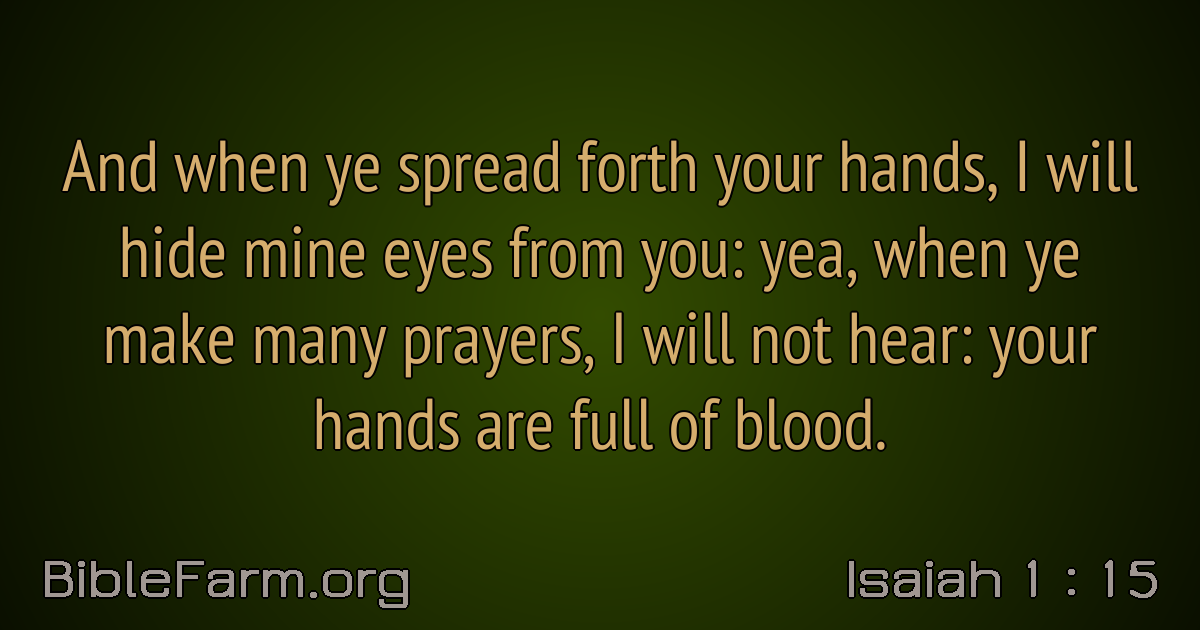 And when ye spread forth your hands, I will
hide mine eyes from you: yea, when ye
make many prayers, I will not hear: your
hands are full of blood.
BibleFarm.org
Isaiah 1 : 15